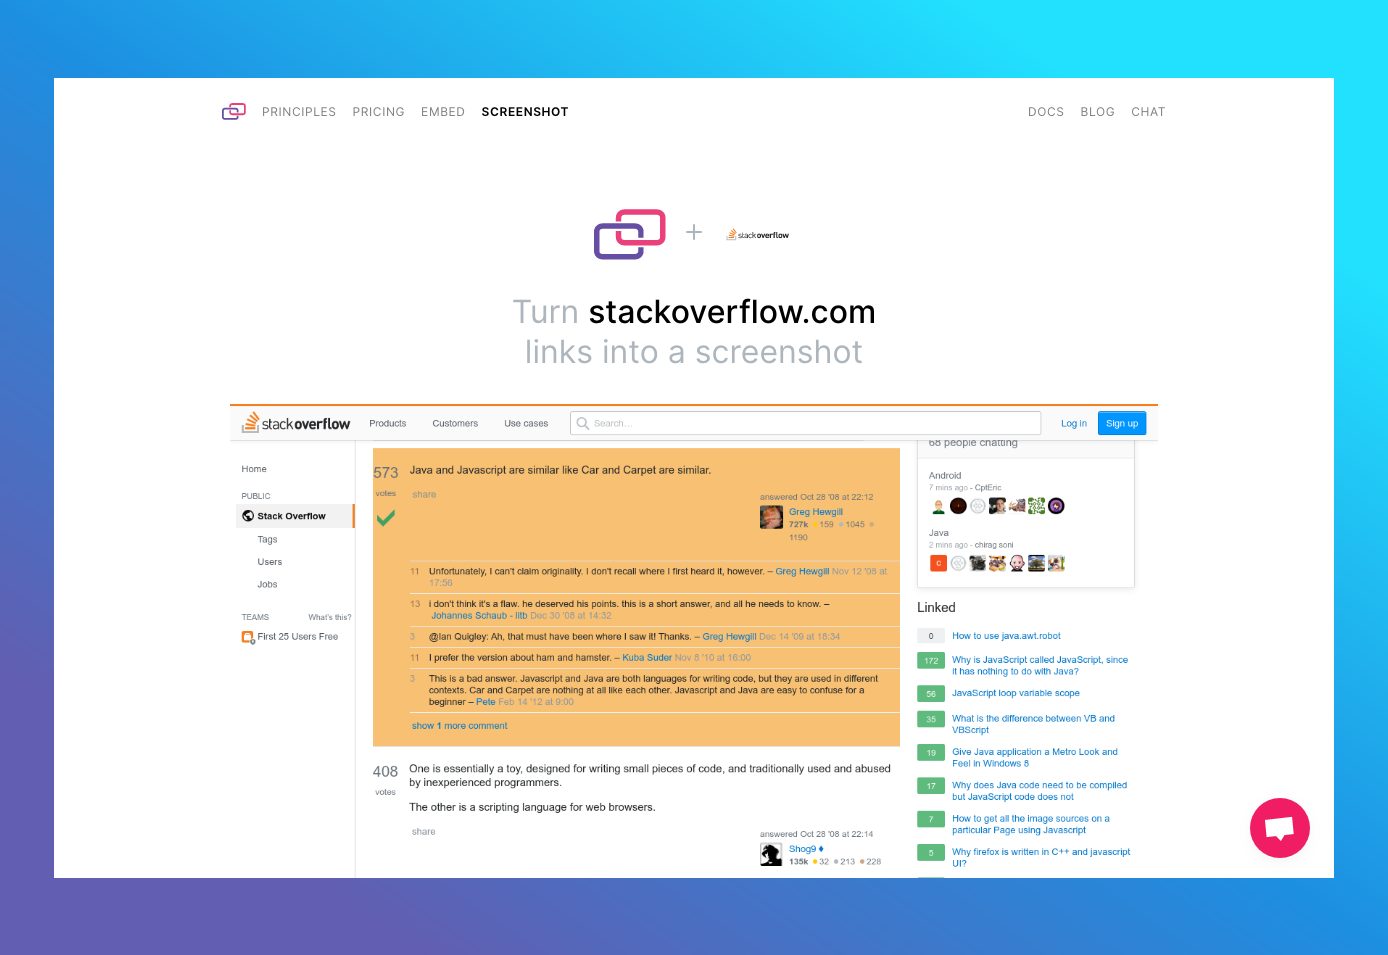 PRINCIPLES PRICING EMBED SCREENSHOT DOCS BLOG CHAT
+ stackoverflow
Turn stackoverflow.com
links into a screenshot
stackoverflow Products Customers Use cases Search... Log in Sign up
Home
PUBLIC
Stack Overflow
Tags
Users
Jobs
TEAMS What's this?
First 25 Users Free
573
votes
Java and Javascript are similar like Car and Carpet are similar.
share
answered Oct 28 '08 at 22:12
Greg Hewgill
727k 159 1045
1190
11 Unfortunately, I can't claim originality. I don't recall where I first heard it, however. – Greg Hewgill Nov 12 '08 at
17:56
13 i don't think it's a flaw. he deserved his points. this is a short answer, and all he needs to know. –
Johannes Schaub - litb Dec 30 '08 at 14:32
3 @Ian Quigley: Ah, that must have been where I saw it! Thanks. – Greg Hewgill Dec 14 '09 at 18:34
11 I prefer the version about ham and hamster. – Kuba Suder Nov 8 '10 at 16:00
3 This is a bad answer. Javascript and Java are both languages for writing code, but they are used in different
contexts. Car and Carpet are nothing at all like each other. Javascript and Java are easy to confuse for a
beginner – Pete Feb 14 '12 at 9:00
show 1 more comment
408
votes
One is essentially a toy, designed for writing small pieces of code, and traditionally used and abused
by inexperienced programmers.
The other is a scripting language for web browsers.
share
answered Oct 28 '08 at 22:14
Shog9 ♦
135k 32 213 228
68 people chatting
Android
7 mins ago - CptEric
Java
2 mins ago - chirag soni
C
Linked
0 How to use java.awt.robot
172 Why is JavaScript called JavaScript, since
it has nothing to do with Java?
56 JavaScript loop variable scope
35 What is the difference between VB and
VBScript
19 Give Java application a Metro Look and
Feel in Windows 8
17 Why does Java code need to be compiled
but JavaScript code does not
7 How to get all the image sources on a
particular Page using Javascript
5 Why firefox is written in C++ and javascript
UI?